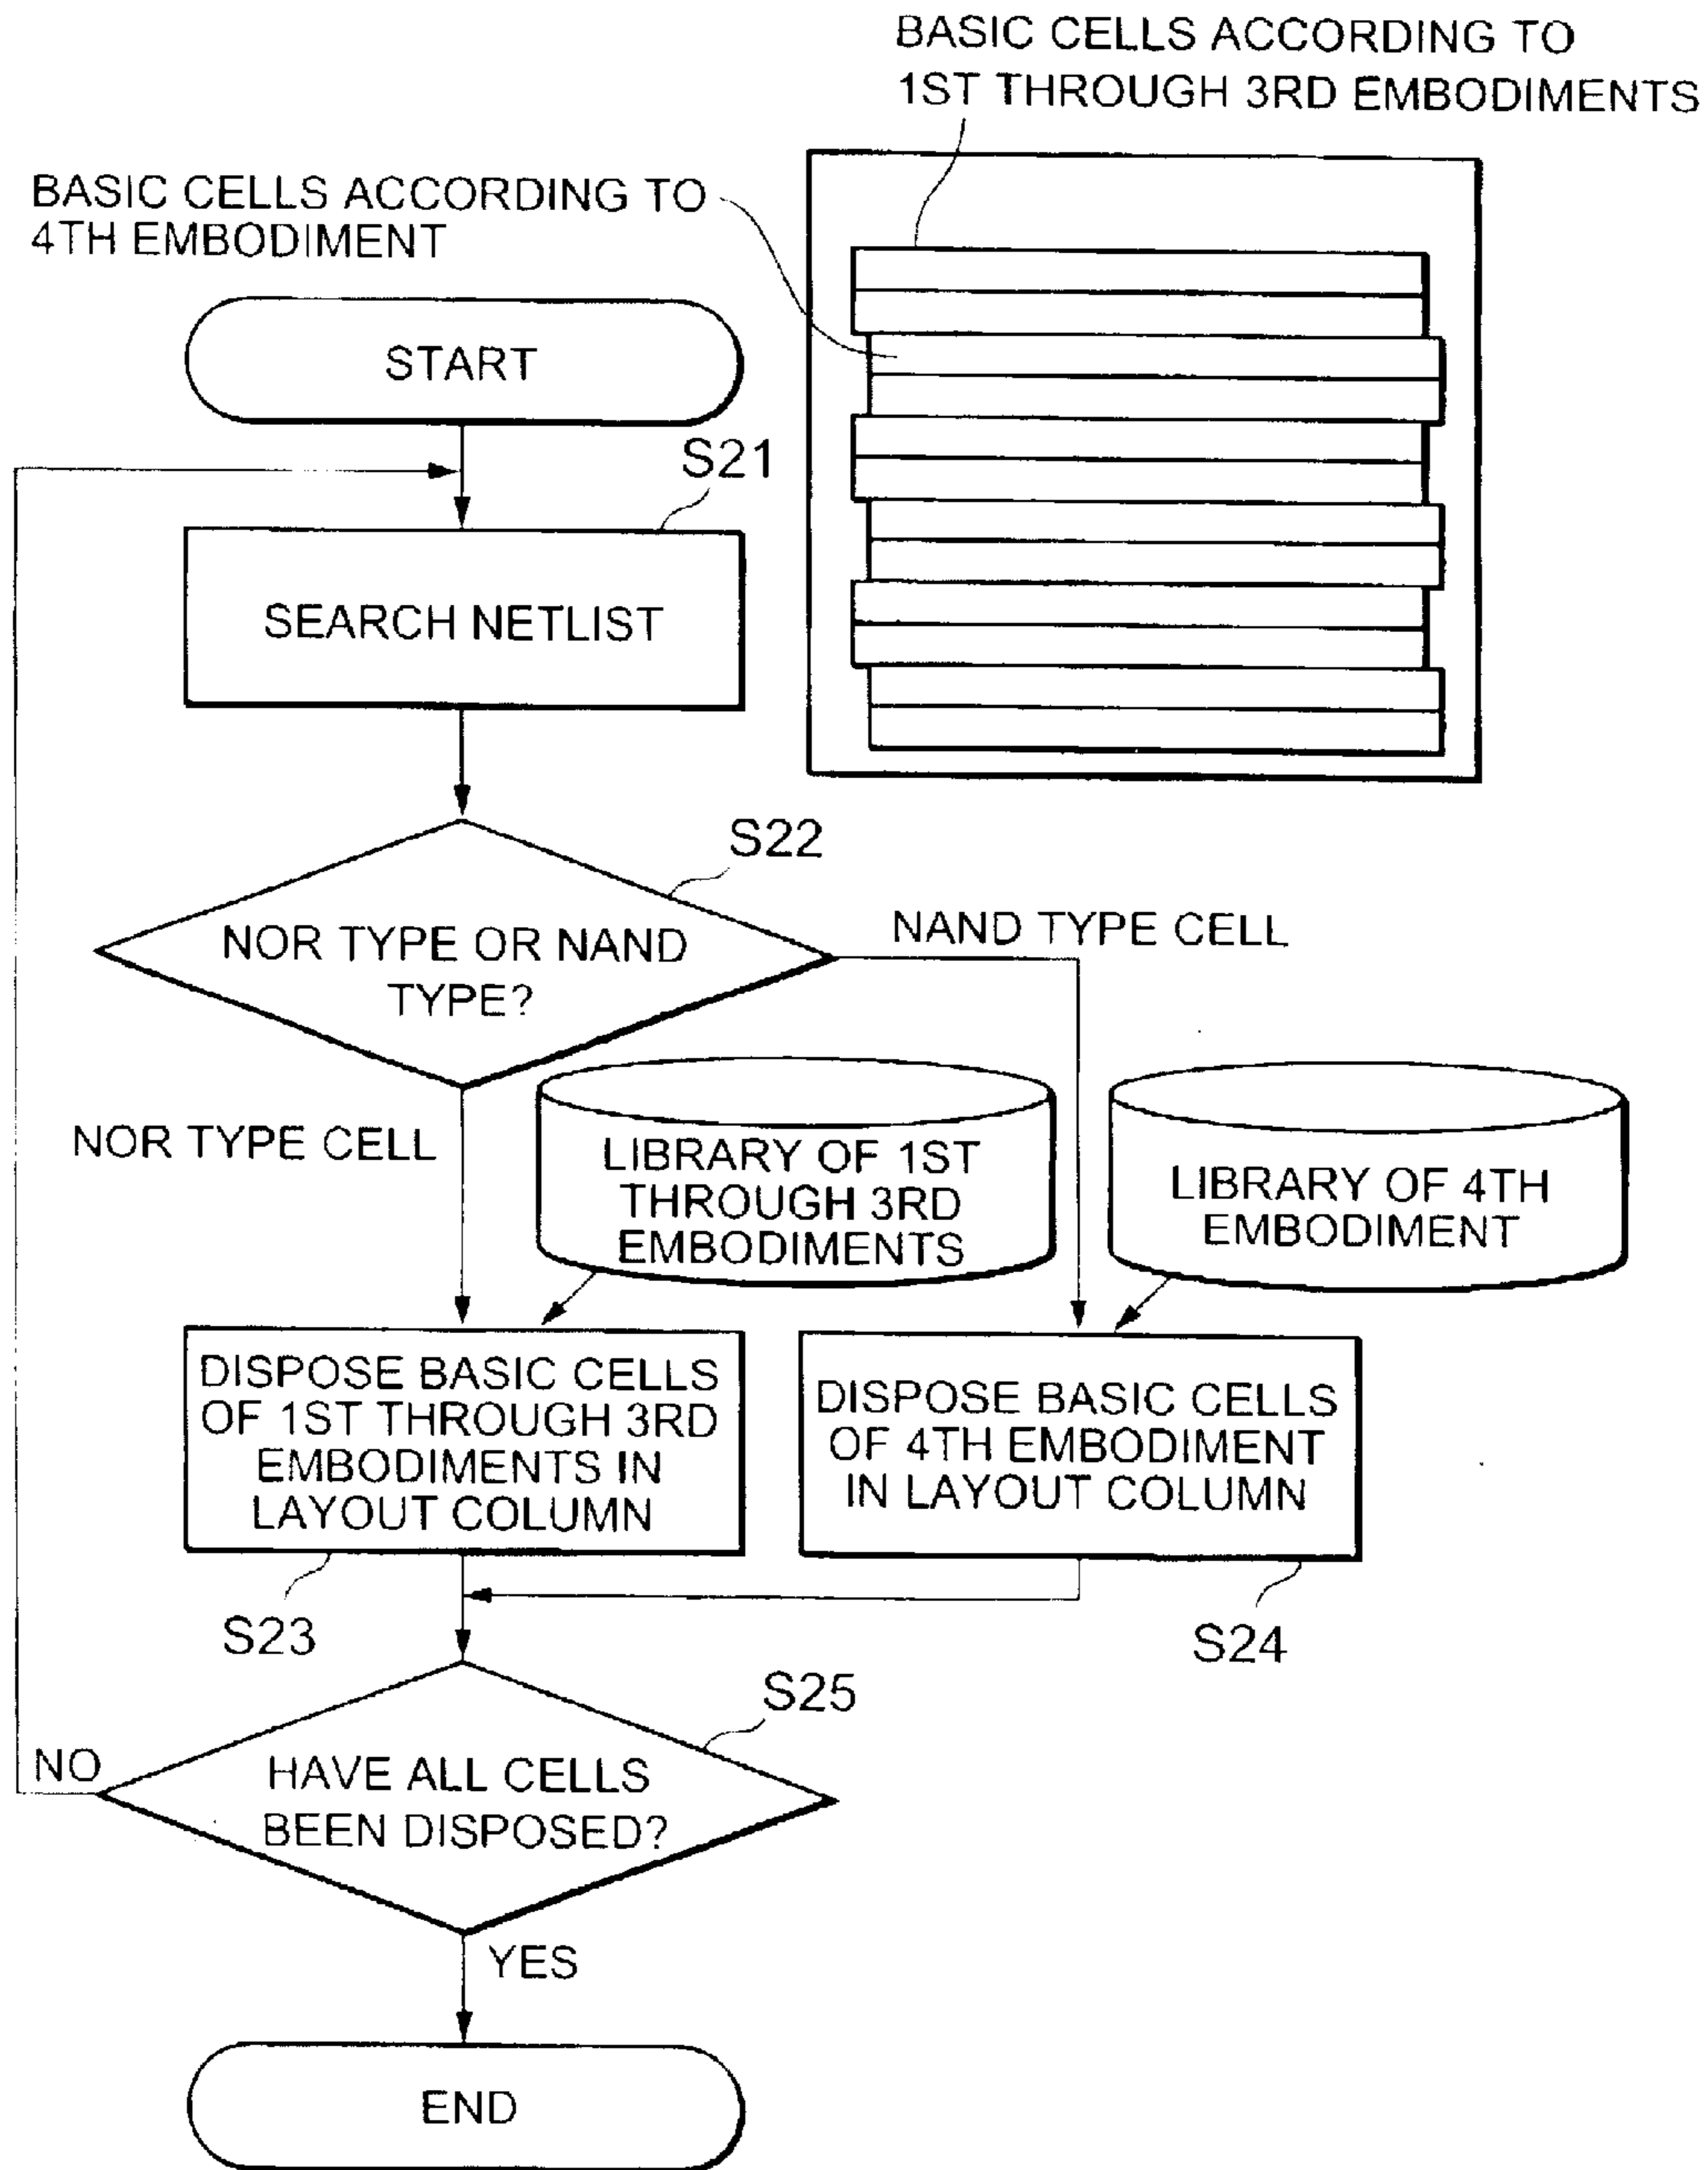 BASIC CELLS ACCORDING TO
1ST THROUGH 3RD EMBODIMENTS
BASIC CELLS ACCORDING TO
4TH EMBODIMENT
START
S21
SEARCH NETLIST
S22
NOR TYPE OR NAND
TYPE?
NAND TYPE CELL
NOR TYPE CELL
LIBRARY OF 1ST
THROUGH 3RD
EMBODIMENTS
LIBRARY OF 4TH
EMBODIMENT
DISPOSE BASIC CELLS
OF 1ST THROUGH 3RD
EMBODIMENTS IN
LAYOUT COLUMN
DISPOSE BASIC CELLS
OF 4TH EMBODIMENT
IN LAYOUT COLUMN
S23
S24
S25
NO
HAVE ALL CELLS
BEEN DISPOSED?
YES
END